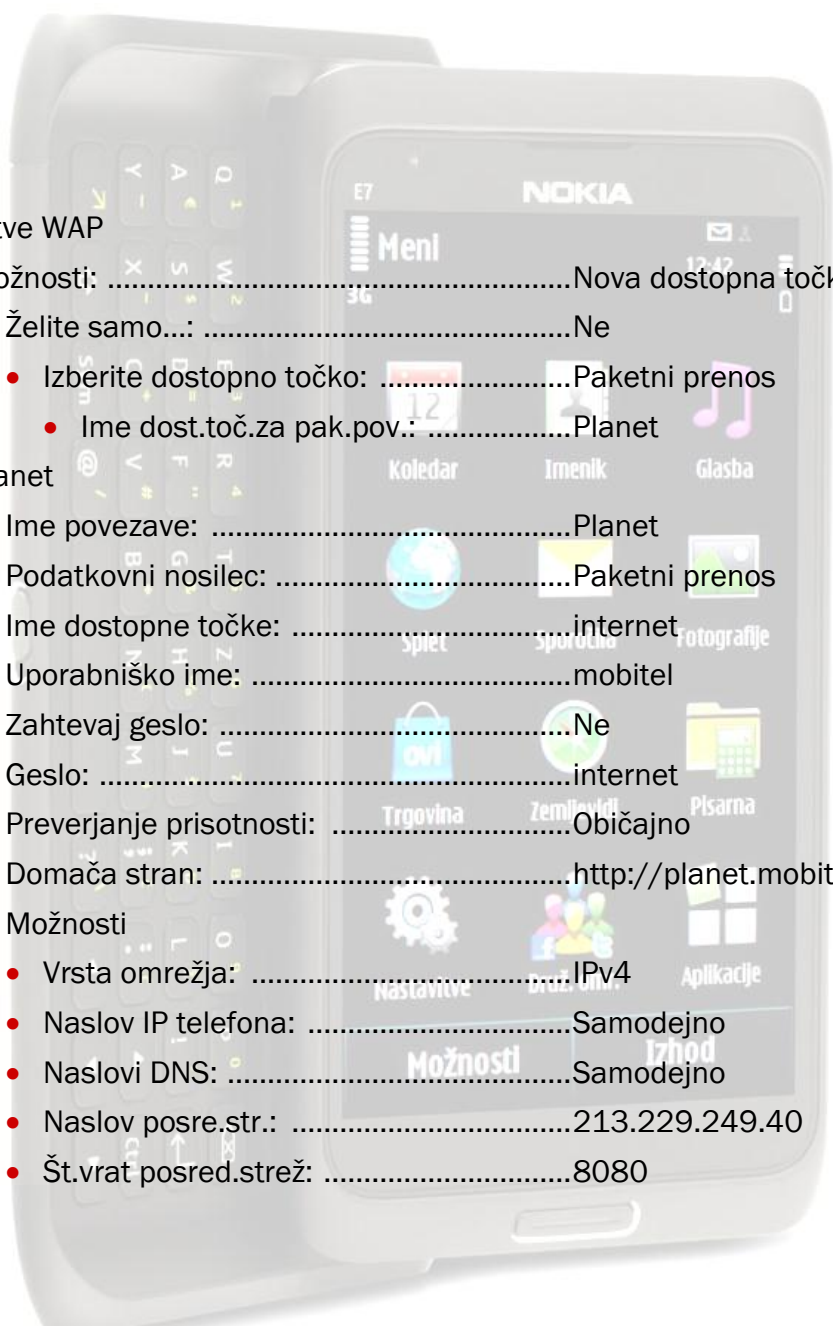 tve WAP
ožnosti: ................................................Nova dostopna točk
Želite samo...: ......................................Ne
• Izberite dostopno točko: ....................Paketni prenos
• Ime dost.toč.za pak.pov.: ..................Planet
anet
Ime povezave: .....................................Planet
Podatkovni nosilec: ...............................Paketni prenos
Ime dostopne točke: .............................internet
Uporabniško ime: .................................mobitel
Zahtevaj geslo: .....................................Ne
Geslo: .................................................internet
Preverjanje prisotnosti: .........................Običajno
Domača stran: ......................................http://planet.mobit
Možnosti
• Vrsta omrežja: .................................IPv4
• Naslov IP telefona: ...........................Samodejno
• Naslovi DNS: ....................................Samodejno
• Naslov posre.str.: .............................213.229.249.40
• Št.vrat posred.strež: ..........................8080
E7
NOKIA
Meni
12:42
3G
12
Koledar
Imenik
Glasba
Splet
Sporočila
Fotografije
ovi
Trgovina
Zemljevidi
Pisarna
Nastavitve
Druž. omr.
Aplikacije
Možnosti
Izhod